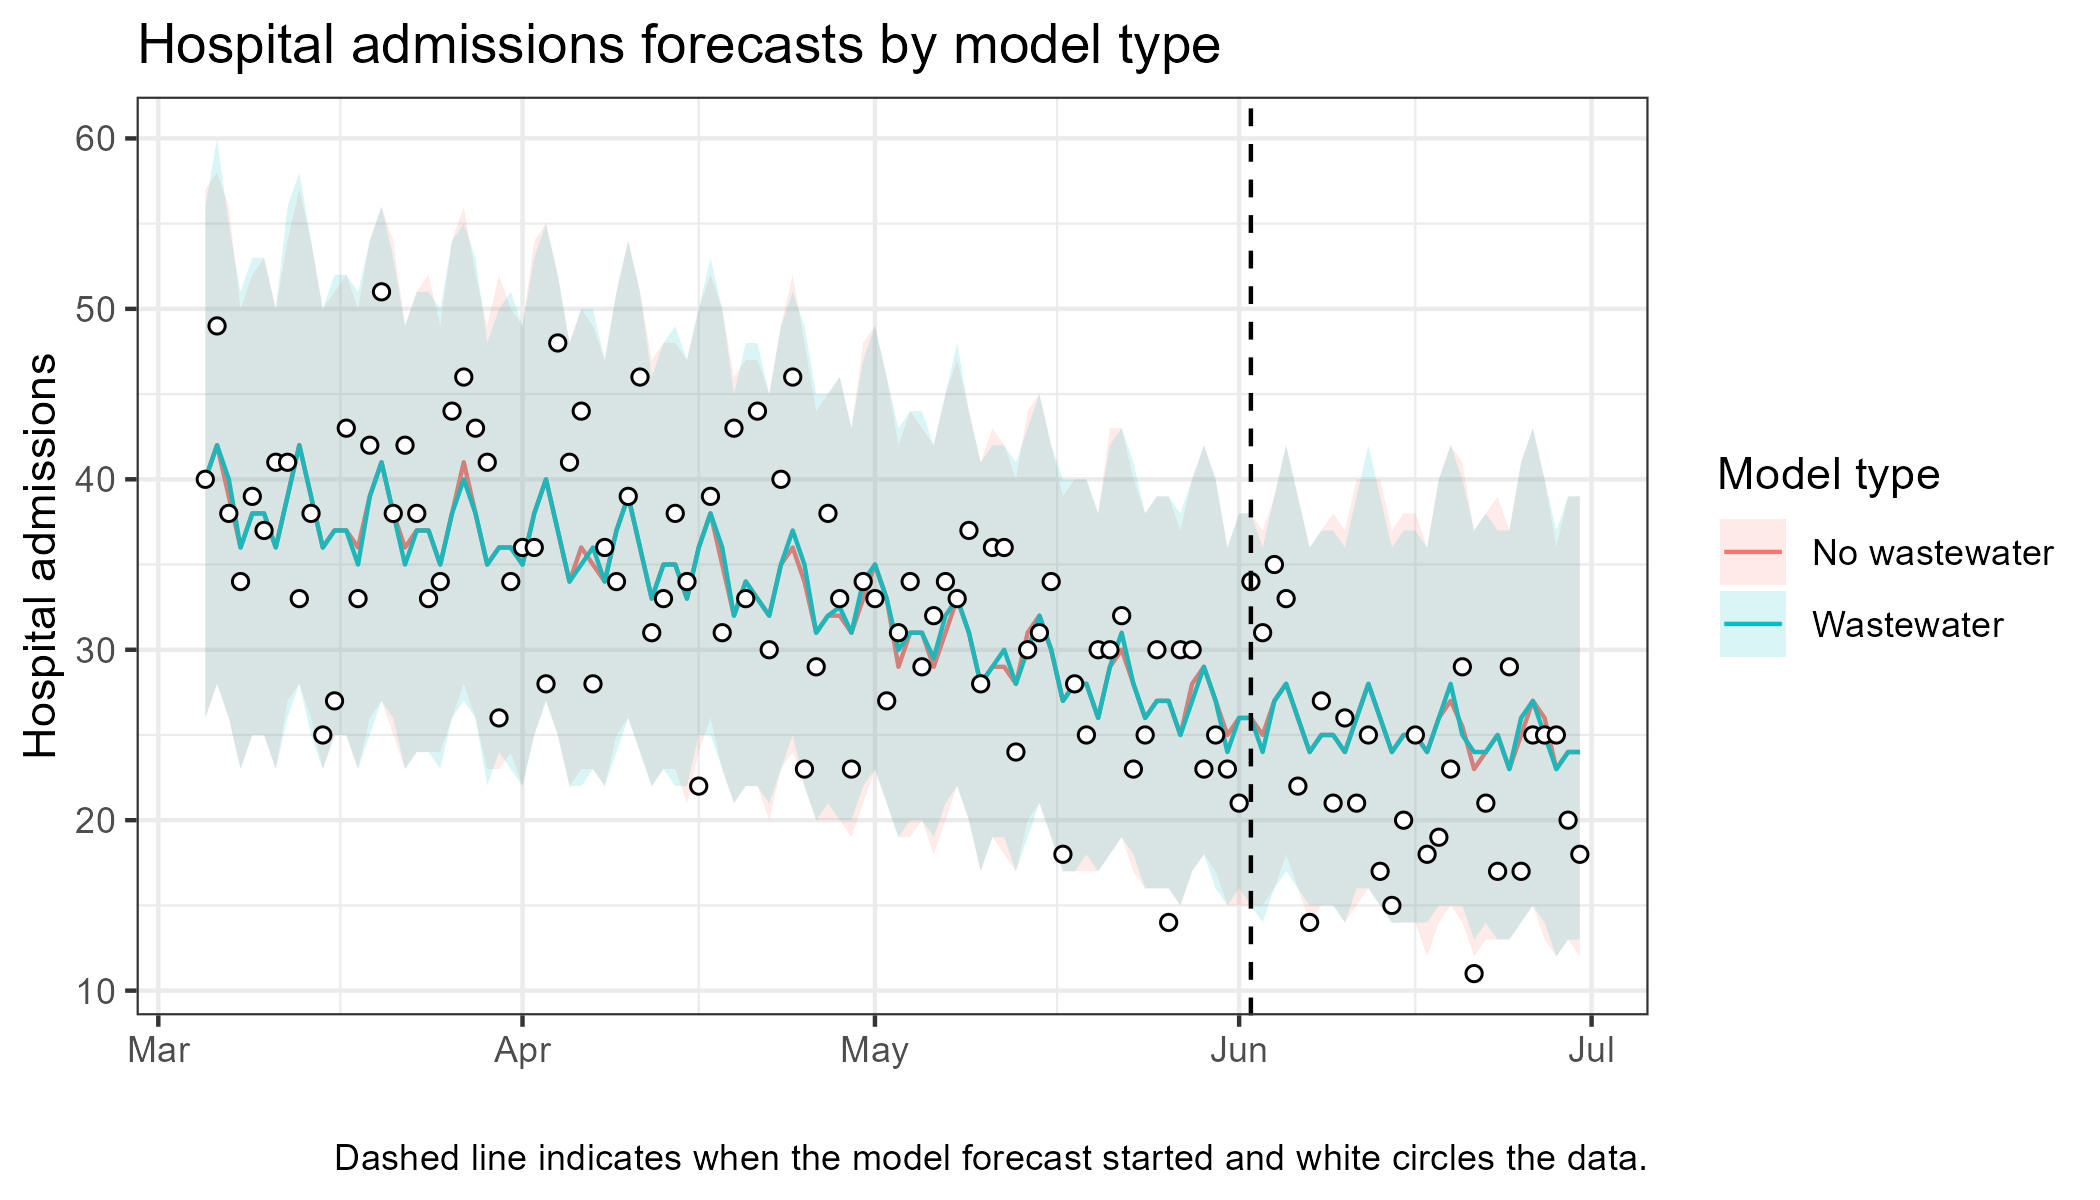 Hospital admissions forecasts by model type
Hospital admissions
60
50
40
30
20
10
Mar
Apr
May
Jun
Jul
Model type
No wastewater
Wastewater
Dashed line indicates when the model forecast started and white circles the data.